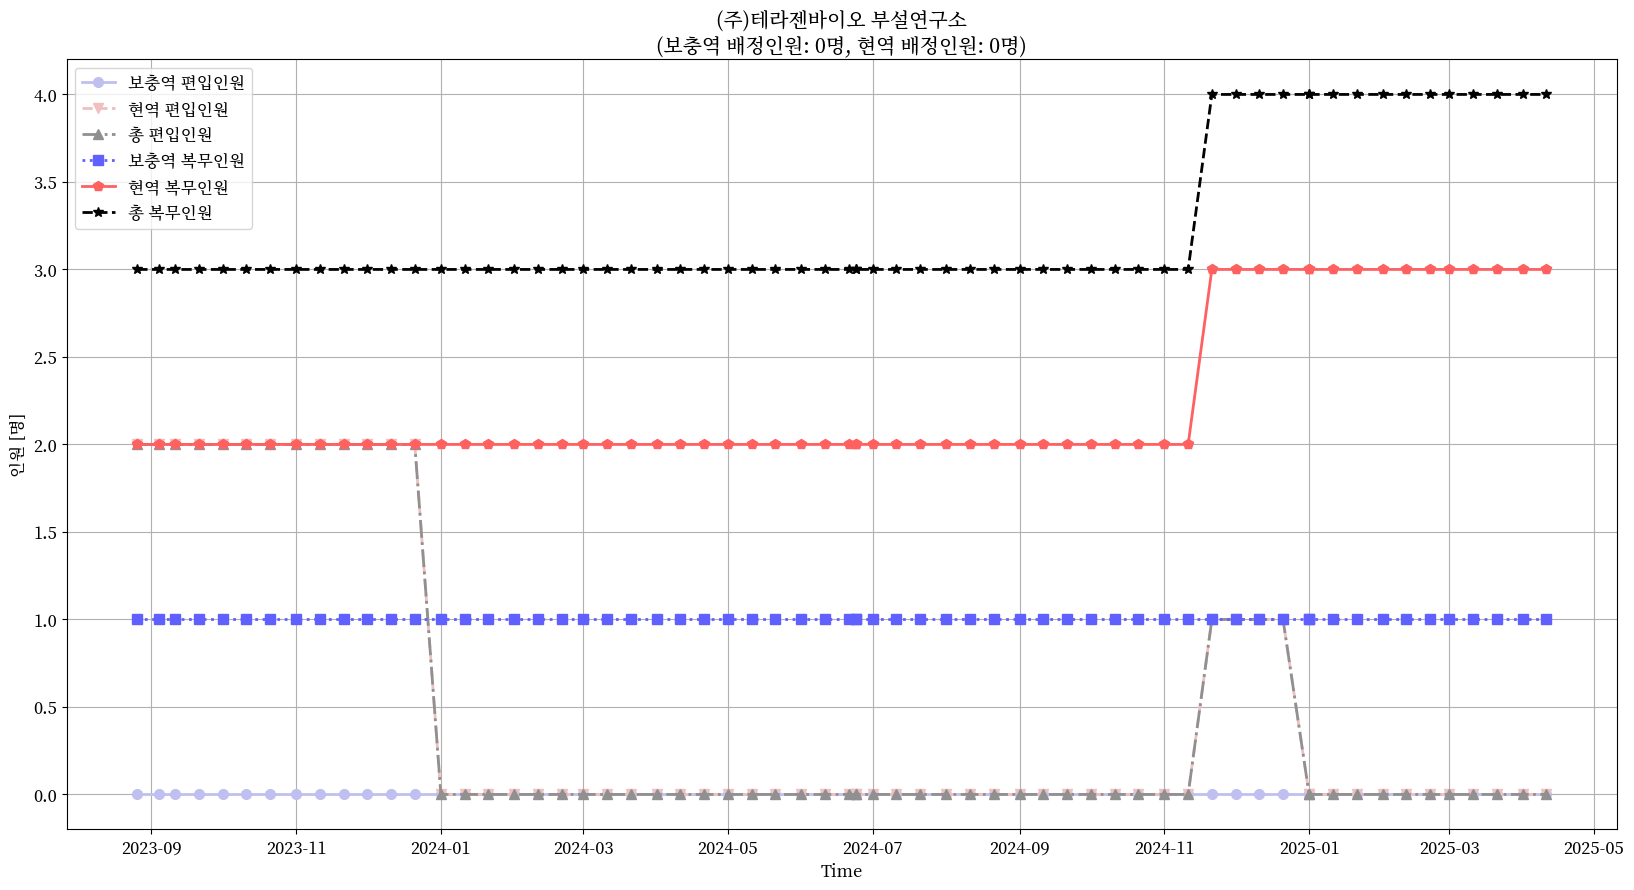 (주)테라젠바이오 부설연구소
(보충역 배정인원: 0명, 현역 배정인원: 0명)
보충역 편입인원
현역 편입인원
총 편입인원
보충역 복무인원
현역 복무인원
총 복무인원
4.0
3.5
3.0
2.5
2.0
1.5
1.0
0.5
0.0
인원 [명]
2023-09 2023-11 2024-01 2024-03 2024-05 2024-07 2024-09 2024-11 2025-01 2025-03 2025-05
Time